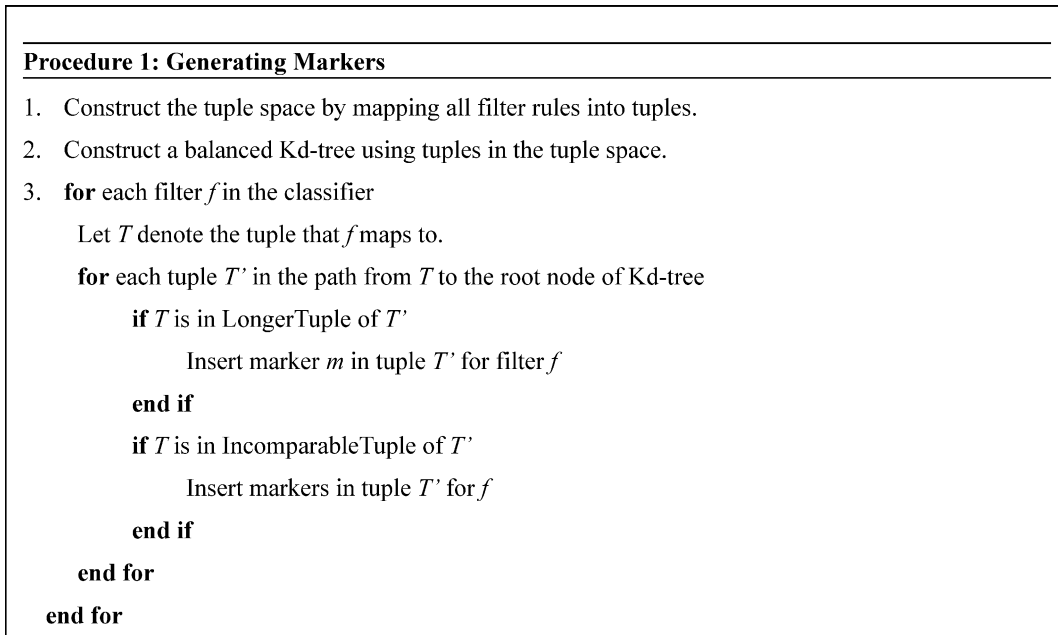 Procedure 1: Generating Markers
1. Construct the tuple space by mapping all filter rules into tuples.
2. Construct a balanced Kd-tree using tuples in the tuple space.
3. for each filter f in the classifier
Let T denote the tuple that f maps to.
for each tuple T’ in the path from T to the root node of Kd-tree
if T is in LongerTuple of T’
Insert marker m in tuple T’ for filter f
end if
if T is in IncomparableTuple of T’
Insert markers in tuple T’ for f
end if
end for
end for